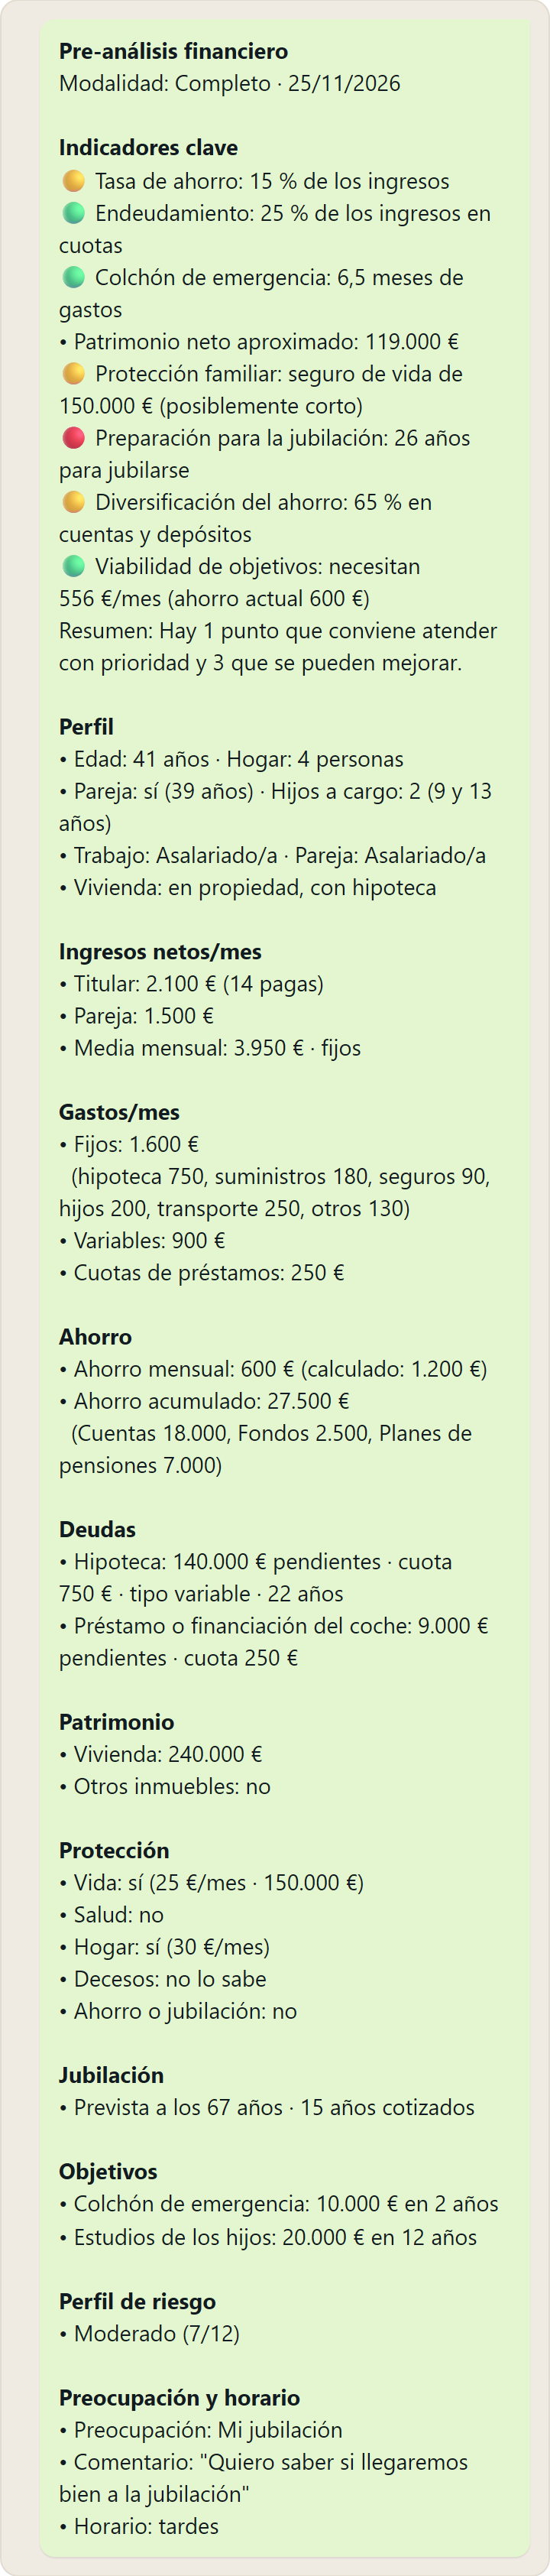 Pre-análisis financiero
Modalidad: Completo · 25/11/2026
Indicadores clave
🟡 Tasa de ahorro: 15 % de los ingresos
🟢 Endeudamiento: 25 % de los ingresos en
cuotas
🟢 Colchón de emergencia: 6,5 meses de
gastos
• Patrimonio neto aproximado: 119.000 €
🟡 Protección familiar: seguro de vida de
150.000 € (posiblemente corto)
🔴 Preparación para la jubilación: 26 años
para jubilarse
🟡 Diversificación del ahorro: 65 % en
cuentas y depósitos
🟢 Viabilidad de objetivos: necesitan
556 €/mes (ahorro actual 600 €)
Resumen: Hay 1 punto que conviene atender
con prioridad y 3 que se pueden mejorar.
Perfil
• Edad: 41 años · Hogar: 4 personas
• Pareja: sí (39 años) · Hijos a cargo: 2 (9 y 13
años)
• Trabajo: Asalariado/a · Pareja: Asalariado/a
• Vivienda: en propiedad, con hipoteca
Ingresos netos/mes
• Titular: 2.100 € (14 pagas)
• Pareja: 1.500 €
• Media mensual: 3.950 € · fijos
Gastos/mes
• Fijos: 1.600 €
(hipoteca 750, suministros 180, seguros 90,
hijos 200, transporte 250, otros 130)
• Variables: 900 €
• Cuotas de préstamos: 250 €
Ahorro
• Ahorro mensual: 600 € (calculado: 1.200 €)
• Ahorro acumulado: 27.500 €
(Cuentas 18.000, Fondos 2.500, Planes de
pensiones 7.000)
Deudas
• Hipoteca: 140.000 € pendientes · cuota
750 € · tipo variable · 22 años
• Préstamo o financiación del coche: 9.000 €
pendientes · cuota 250 €
Patrimonio
• Vivienda: 240.000 €
• Otros inmuebles: no
Protección
• Vida: sí (25 €/mes · 150.000 €)
• Salud: no
• Hogar: sí (30 €/mes)
• Decesos: no lo sabe
• Ahorro o jubilación: no
Jubilación
• Prevista a los 67 años · 15 años cotizados
Objetivos
• Colchón de emergencia: 10.000 € en 2 años
• Estudios de los hijos: 20.000 € en 12 años
Perfil de riesgo
• Moderado (7/12)
Preocupación y horario
• Preocupación: Mi jubilación
• Comentario: "Quiero saber si llegaremos
bien a la jubilación"
• Horario: tardes